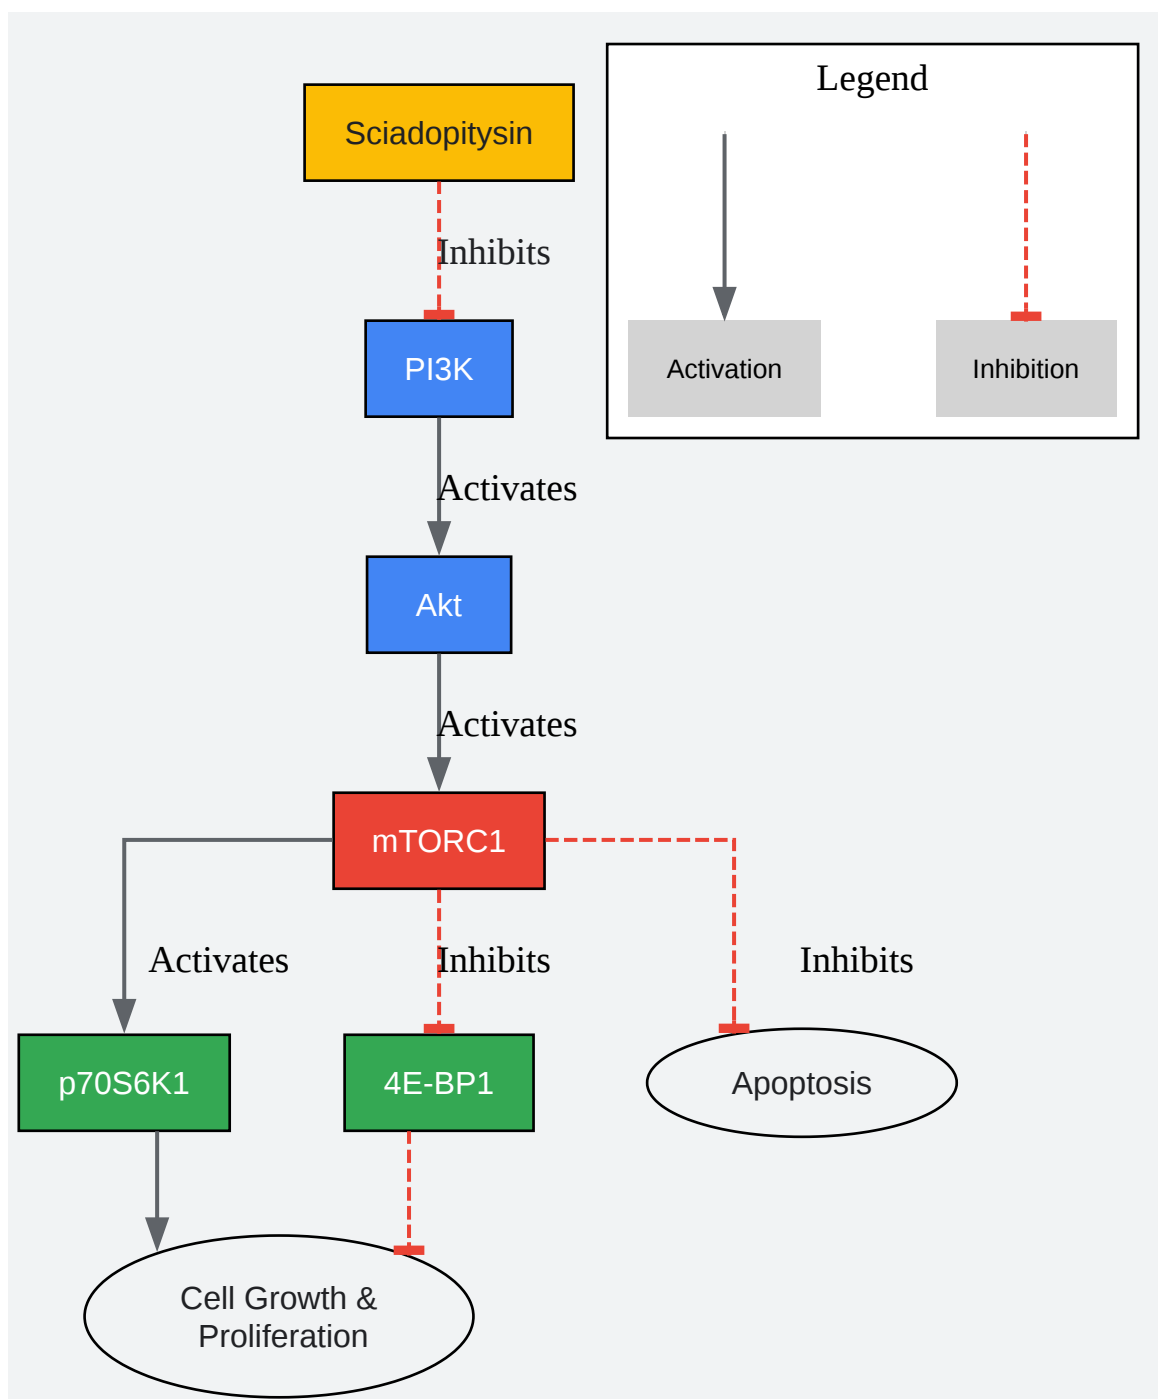 Legend
Sciadopitysin
Inhibits
PI3K
Activation
Inhibition
Activates
Akt
Activates
mTORC1
Activates
Inhibits
Inhibits
p70S6K1
4E-BP1
Apoptosis
Cell Growth &
Proliferation